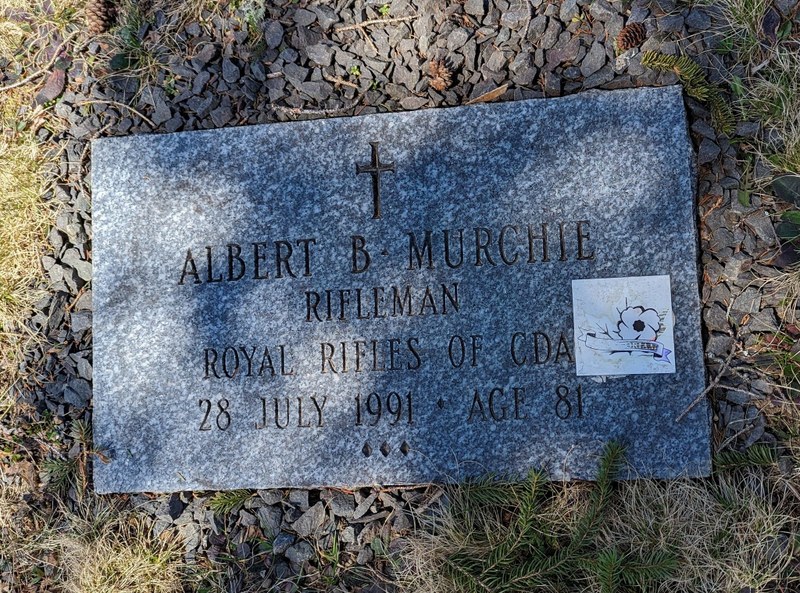 ALBERT B. MURCHIE
RIFLEMAN
ROYAL RIFLES OF CDA
28 JULY 1991 · AGE 81